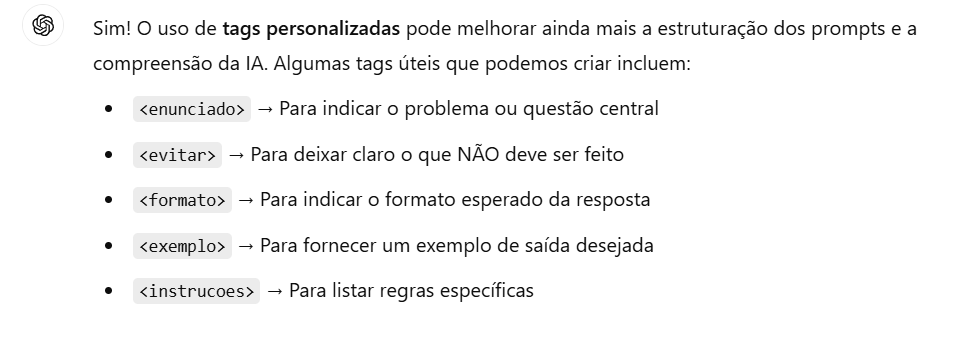 Sim! O uso de tags personalizadas pode melhorar ainda mais a estruturação dos prompts e a
compreensão da IA. Algumas tags úteis que podemos criar incluem:
• <enunciado> → Para indicar o problema ou questão central
• <evitar> → Para deixar claro o que NÃO deve ser feito
• <formato> → Para indicar o formato esperado da resposta
• <exemplo> → Para fornecer um exemplo de saída desejada
• <instrucoes> → Para listar regras específicas